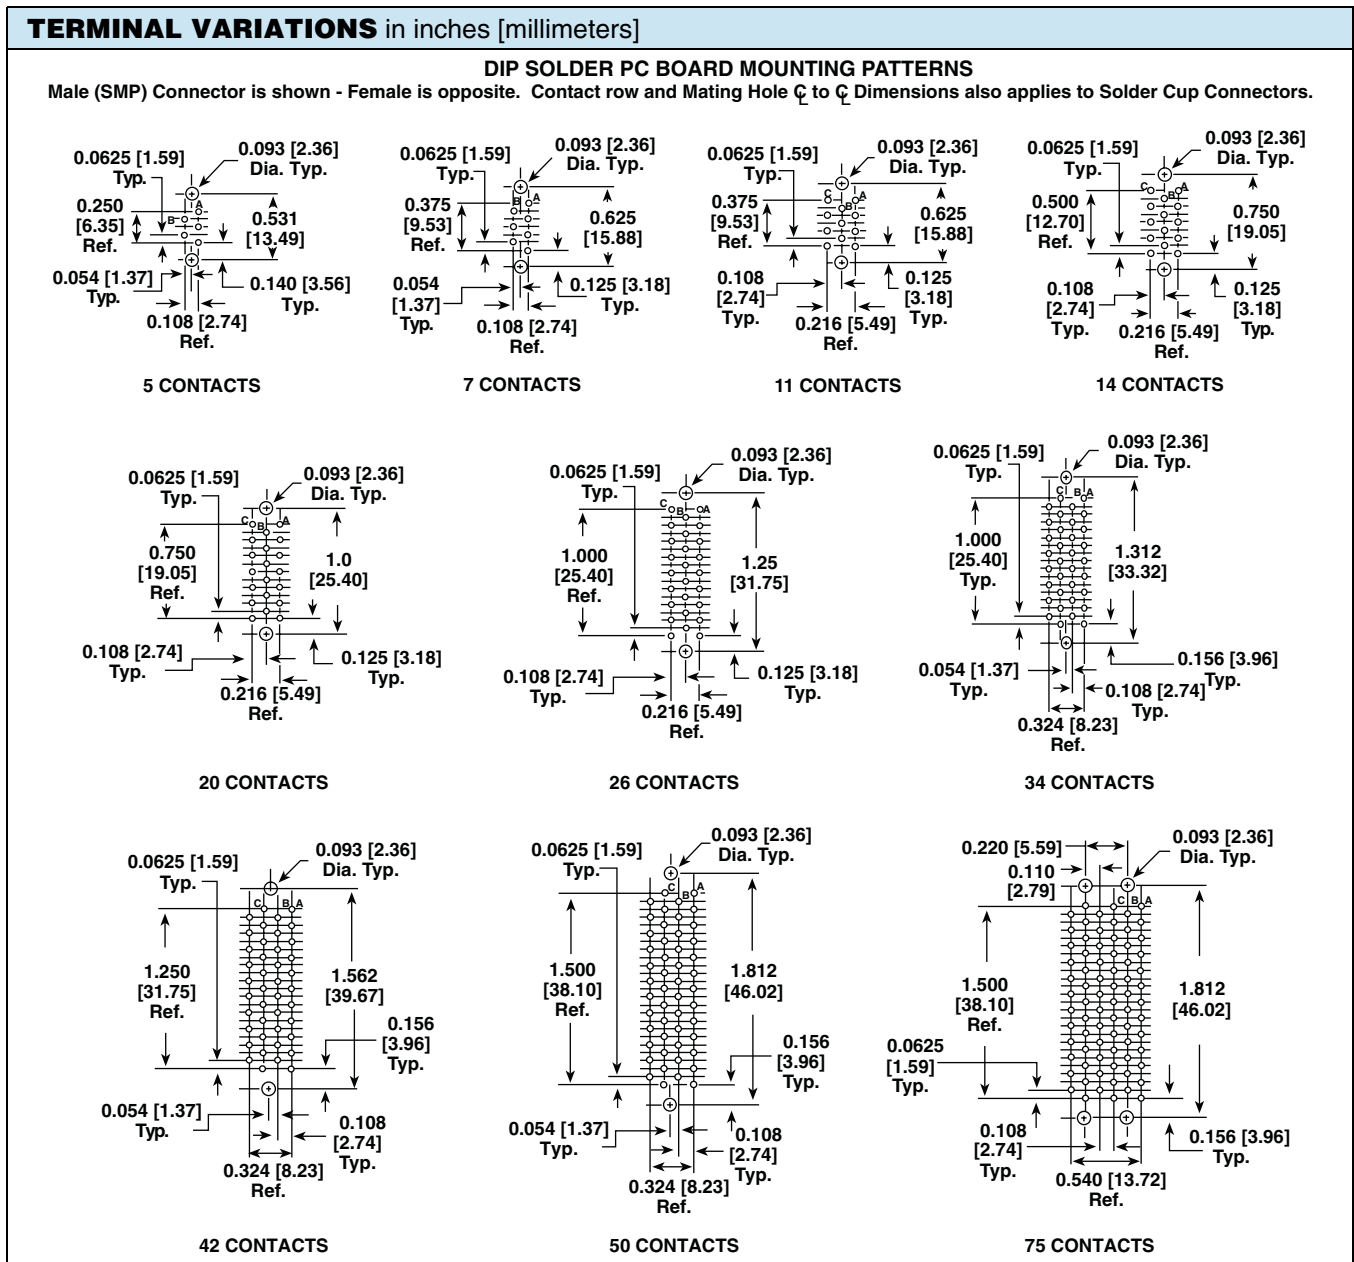 TERMINAL VARIATIONS in inches [millimeters]
DIP SOLDER PC BOARD MOUNTING PATTERNS
Male (SMP) Connector is shown - Female is opposite. Contact row and Mating Hole ℄ to ℄ Dimensions also applies to Solder Cup Connectors.
0.0625 [1.59]
Typ.
0.093 [2.36]
Dia. Typ.
A
B
0.250
[6.35]
Ref.
0.531
[13.49]
0.054 [1.37]
Typ.
0.140 [3.56]
Typ.
0.108 [2.74]
Ref.
5 CONTACTS
0.0625 [1.59]
Typ.
0.093 [2.36]
Dia. Typ.
B
A
0.375
[9.53]
Ref.
0.625
[15.88]
0.054
[1.37]
Typ.
0.125 [3.18]
Typ.
0.108 [2.74]
Ref.
7 CONTACTS
0.0625 [1.59]
Typ.
0.093 [2.36]
Dia. Typ.
C
B
A
0.375
[9.53]
Ref.
0.625
[15.88]
0.108
[2.74]
Typ.
0.125
[3.18]
Typ.
0.216 [5.49]
Ref.
11 CONTACTS
0.0625 [1.59]
Typ.
0.093 [2.36]
Dia. Typ.
C
B
A
0.500
[12.70]
Ref.
0.750
[19.05]
0.108
[2.74]
Typ.
0.125
[3.18]
Typ.
0.216 [5.49]
Ref.
14 CONTACTS
0.0625 [1.59]
Typ.
0.093 [2.36]
Dia. Typ.
C
B
A
0.750
[19.05]
Ref.
1.0
[25.40]
0.108 [2.74]
Typ.
0.125 [3.18]
Typ.
0.216 [5.49]
Ref.
20 CONTACTS
0.0625 [1.59]
Typ.
0.093 [2.36]
Dia. Typ.
C
B
A
1.000
[25.40]
Ref.
1.25
[31.75]
0.108 [2.74]
Typ.
0.125 [3.18]
Typ.
0.216 [5.49]
Ref.
26 CONTACTS
0.0625 [1.59]
Typ.
0.093 [2.36]
Dia. Typ.
C
B
A
1.000
[25.40]
Typ.
1.312
[33.32]
0.054 [1.37]
Typ.
0.156 [3.96]
Typ.
0.108 [2.74]
Typ.
0.324 [8.23]
Ref.
34 CONTACTS
0.0625 [1.59]
Typ.
0.093 [2.36]
Dia. Typ.
C
B
A
1.250
[31.75]
Ref.
1.562
[39.67]
0.156
[3.96]
Typ.
0.054 [1.37]
Typ.
0.108
[2.74]
Typ.
0.324 [8.23]
Ref.
42 CONTACTS
0.0625 [1.59]
Typ.
0.093 [2.36]
Dia. Typ.
C
B
A
1.500
[38.10]
Ref.
1.812
[46.02]
0.156
[3.96]
Typ.
0.054 [1.37]
Typ.
0.108
[2.74]
Typ.
0.324 [8.23]
Ref.
50 CONTACTS
0.220 [5.59]
0.110
[2.79]
0.093 [2.36]
Dia. Typ.
C
B
A
1.500
[38.10]
Ref.
1.812
[46.02]
0.0625
[1.59]
Typ.
0.108
[2.74]
Typ.
0.156 [3.96]
Typ.
0.540 [13.72]
Ref.
75 CONTACTS